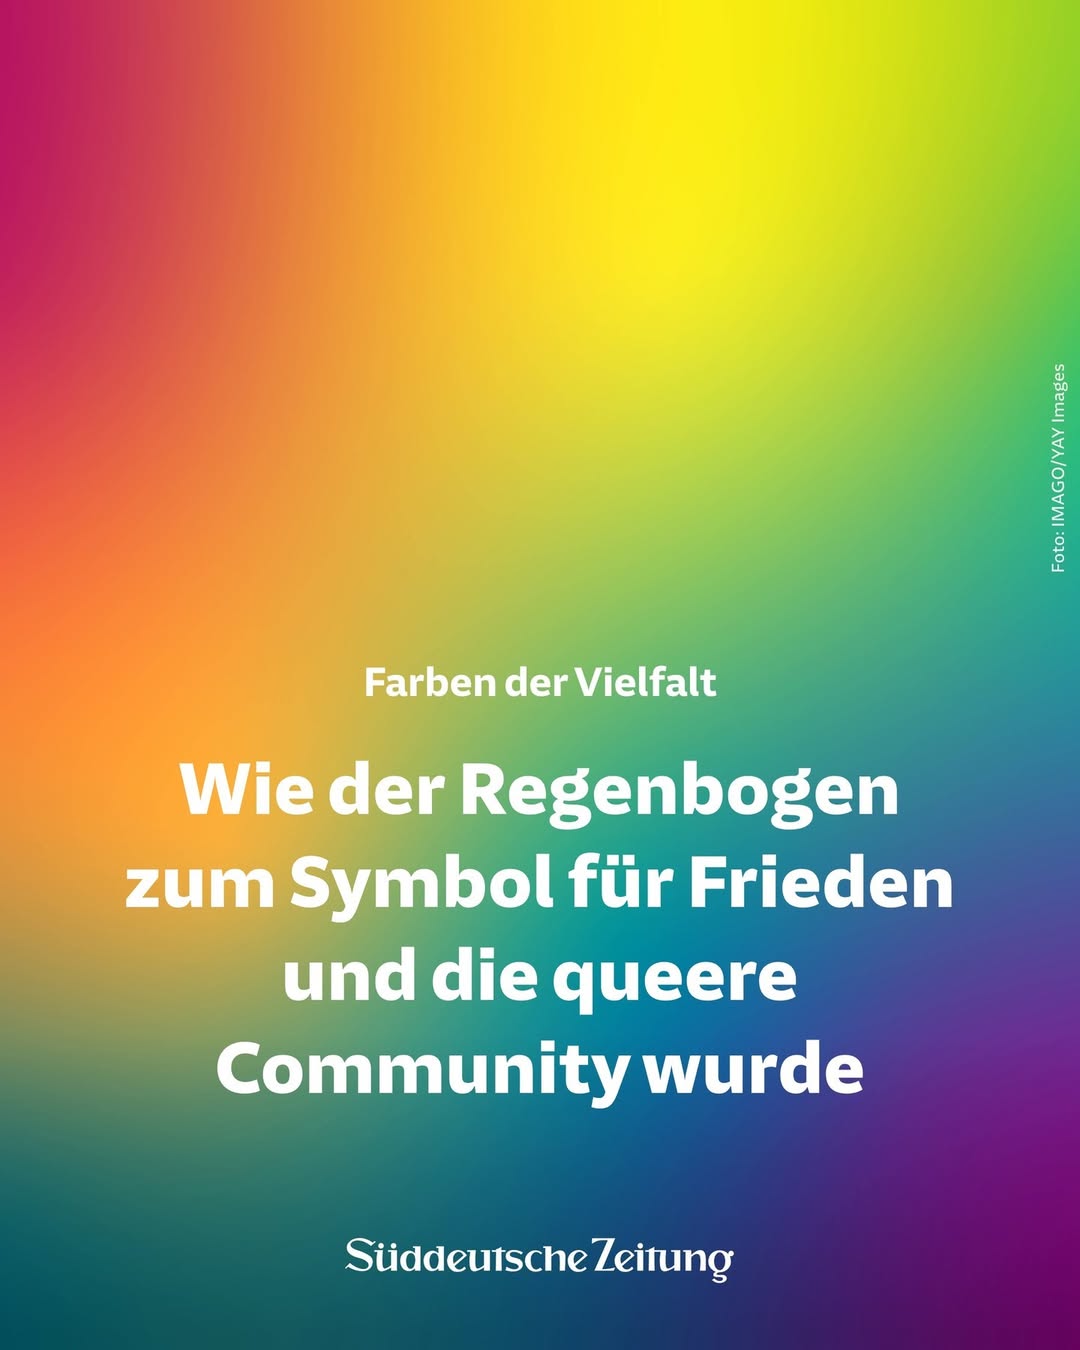 Foto: IMAGO/YAY Images
Farben der Vielfalt
Wie der Regenbogen
zum Symbol für Frieden
und die queere
Community wurde
Süddeutsche Zeitung